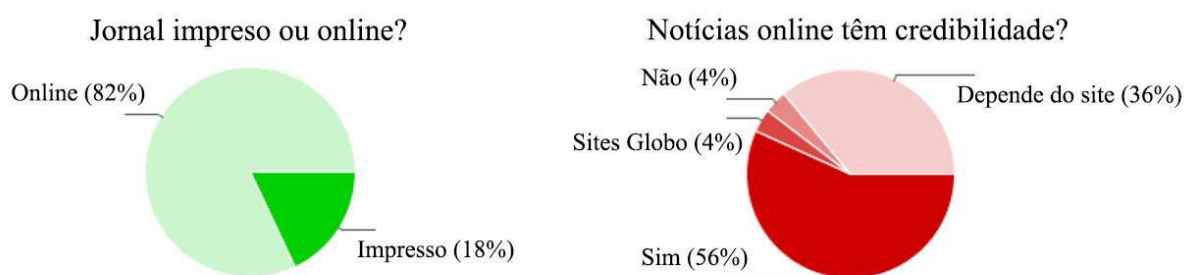 Jornal impreso ou online?
Online (82%)
Impresso (18%)
Notícias online têm credibilidade?
Não (4%)
Depende do site (36%)
Sites Globo (4%)
Sim (56%)